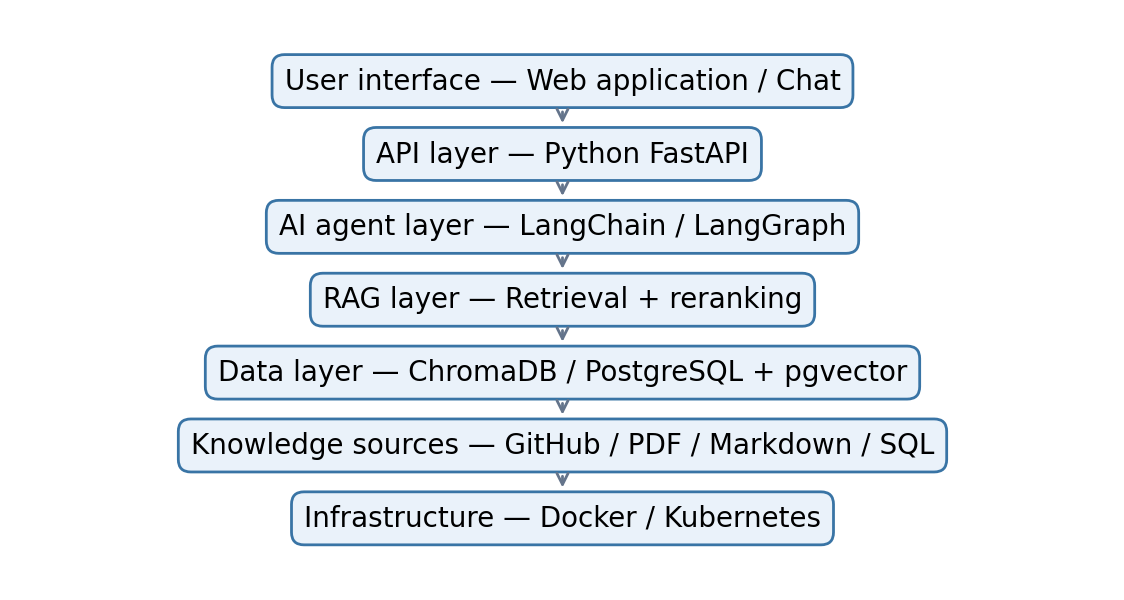 User interface — Web application / Chat
API layer — Python FastAPI
AI agent layer — LangChain / LangGraph
RAG layer — Retrieval + reranking
Data layer — ChromaDB / PostgreSQL + pgvector
Knowledge sources — GitHub / PDF / Markdown / SQL
Infrastructure — Docker / Kubernetes